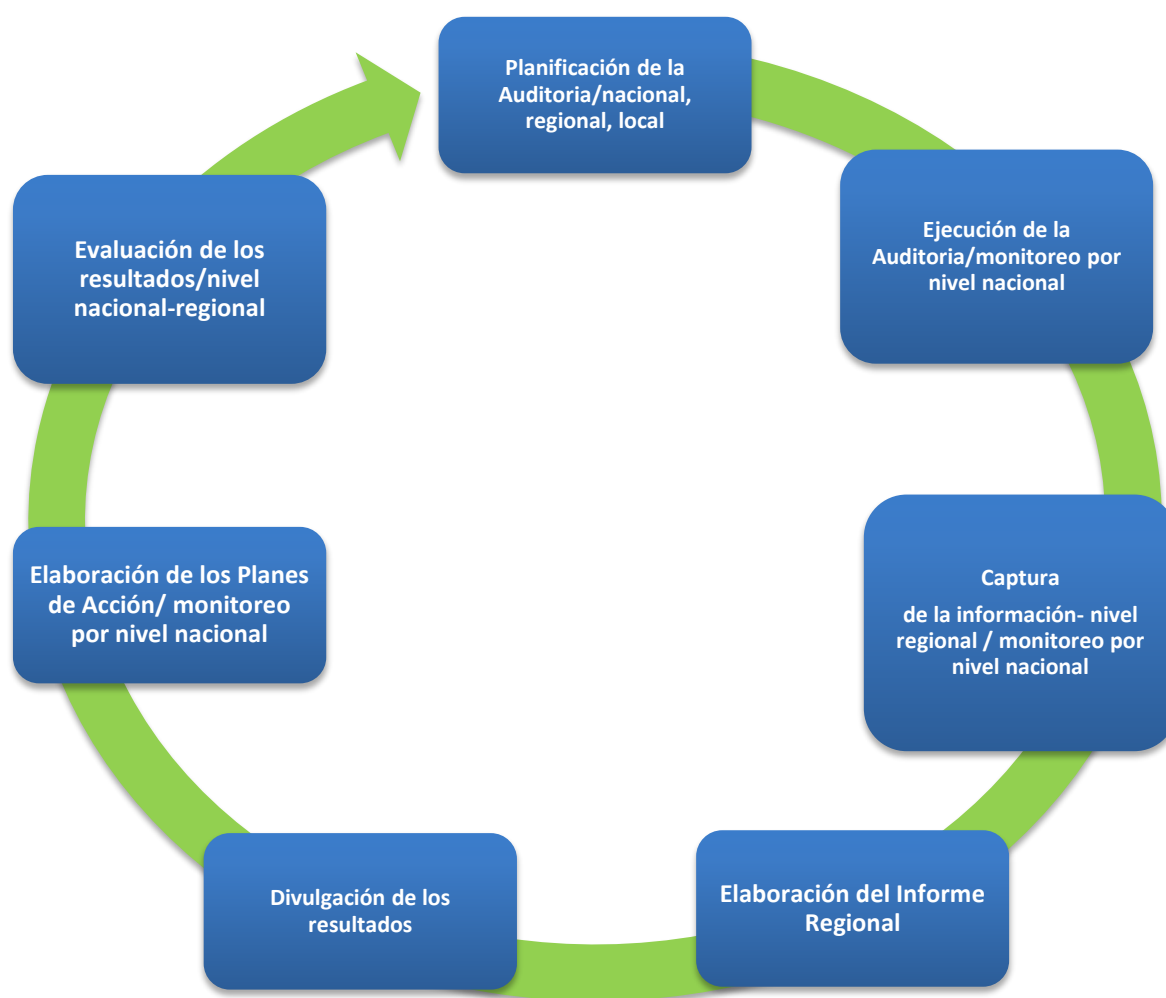 Planificación de la
Auditoria/nacional,
regional, local
Ejecución de la
Auditoria/monitoreo por
nivel nacional
Captura
de la información- nivel
regional / monitoreo por
nivel nacional
Elaboración del Informe
Regional
Divulgación de los
resultados
Elaboración de los Planes
de Acción/ monitoreo
por nivel nacional
Evaluación de los
resultados/nivel
nacional-regional